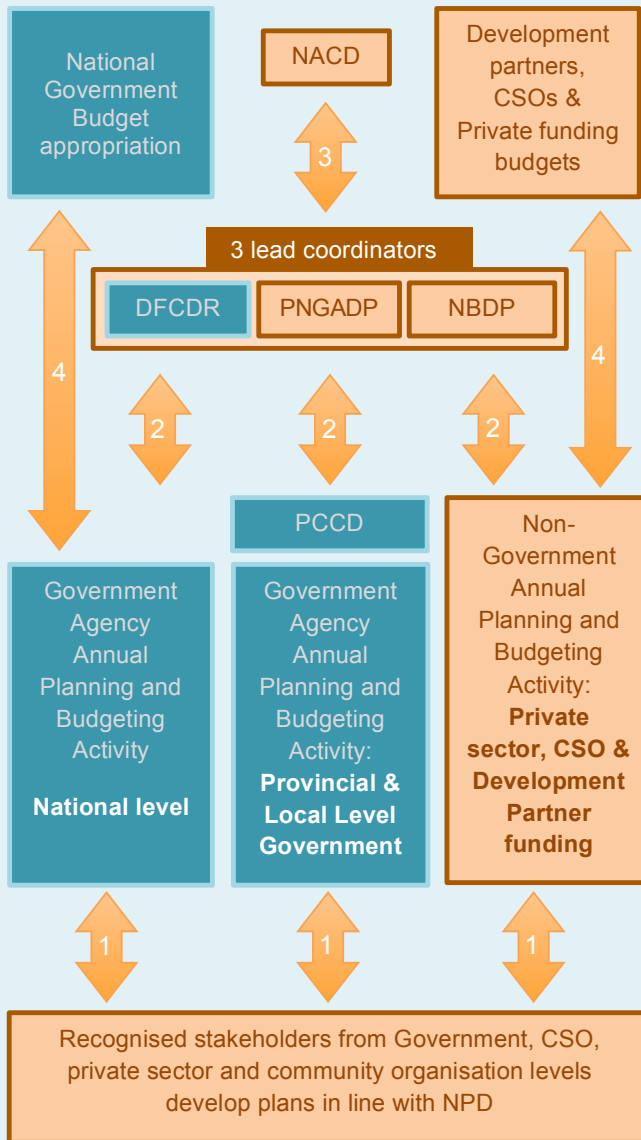 National
Government
Budget
appropriation
NACD
Development
partners,
CSOs &
Private funding
budgets
3
3 lead coordinators
DFCDR
PNGADP
NBDP
4
4
2
2
2
PCCD
Government
Agency
Annual
Planning and
Budgeting
Activity
National level
Government
Agency
Annual
Planning and
Budgeting
Activity:
Provincial &
Local Level
Government
Non-
Government
Annual
Planning and
Budgeting
Activity:
Private
sector, CSO &
Development
Partner
funding
1
1
1
Recognised stakeholders from Government, CSO,
private sector and community organisation levels
develop plans in line with NPD